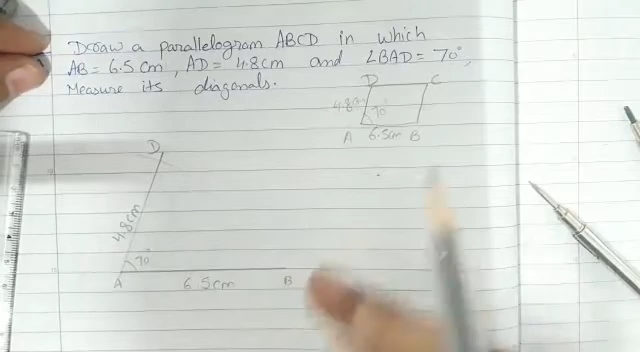 Draw a parallelogram ABCD in which
AB = 6.5 cm, AD = 4.8 cm and ∠BAD = 70°,
Measure its diagonals.
D C
4.8cm 70°
A 6.5cm B
D
4.8cm
70°
A 6.5cm B